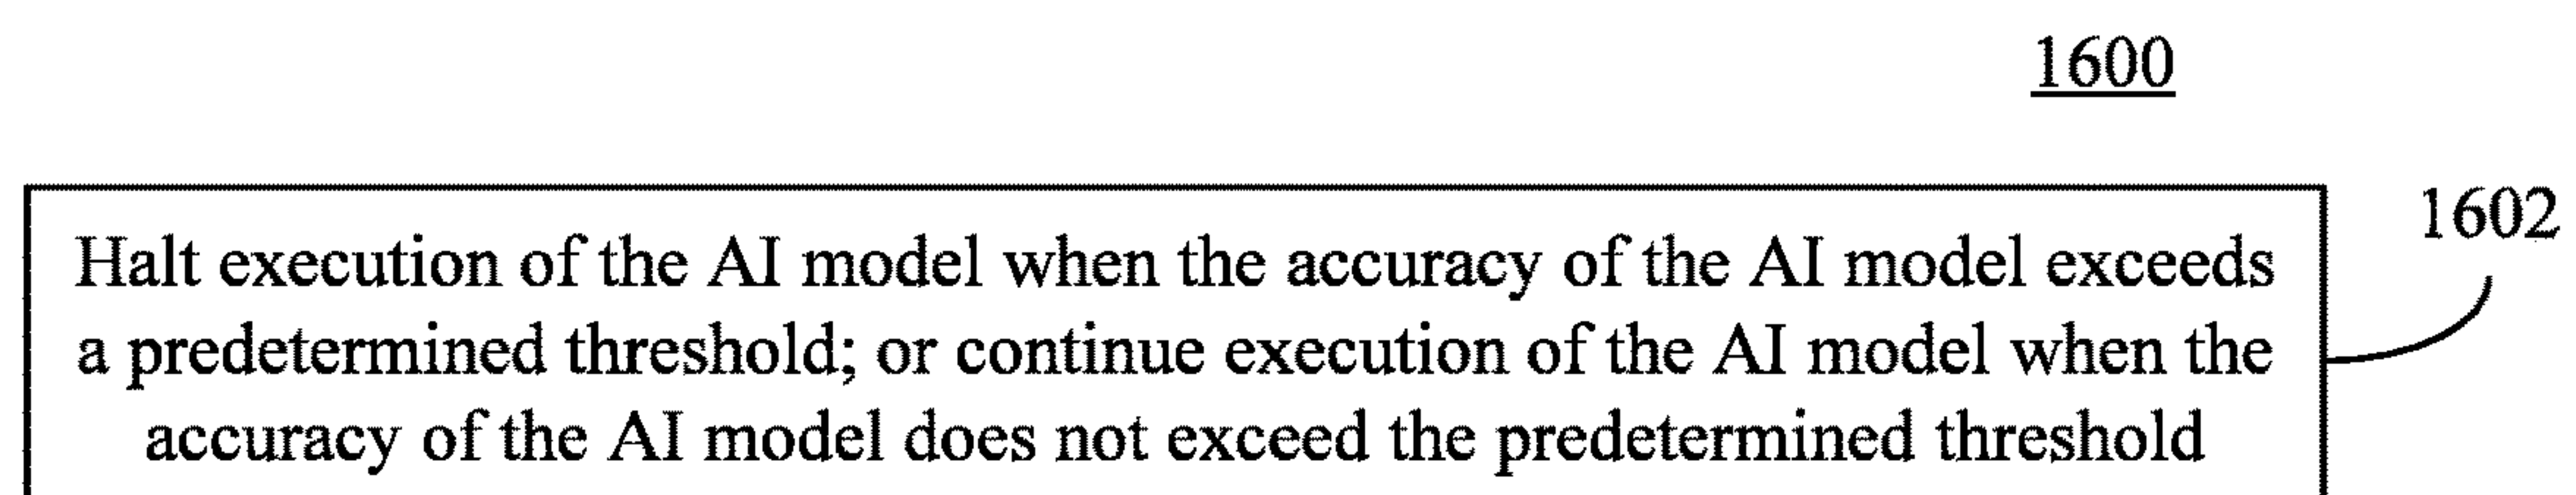 1600
1602
Halt execution of the AI model when the accuracy of the AI model exceeds
a predetermined threshold; or continue execution of the AI model when the
accuracy of the AI model does not exceed the predetermined threshold